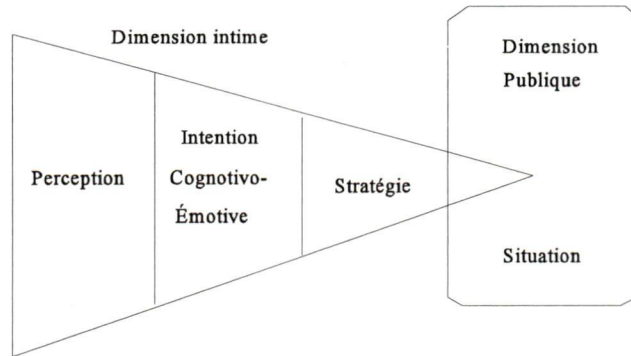 Dimension intime
Dimension
Publique
Perception
Intention
Cognotivo-
Émotive
Stratégie
Situation